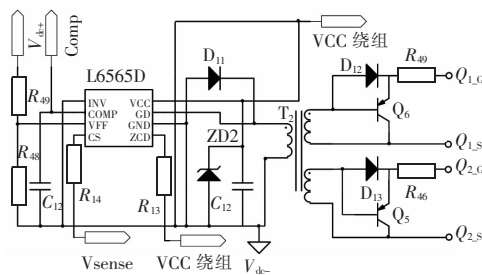 V_dc+
Comp
VCC 绕组
D11
D12
R49
Q1_G
L6565D
R49
INV
COMP
VFF
CS
VCC
GD
GND
ZCD
T2
Q6
Q1_S
Q2_G
ZD2
R48
C12
R14
R13
C12
D13
R46
Q5
Q2_S
Vsense
VCC 绕组
V_dc−